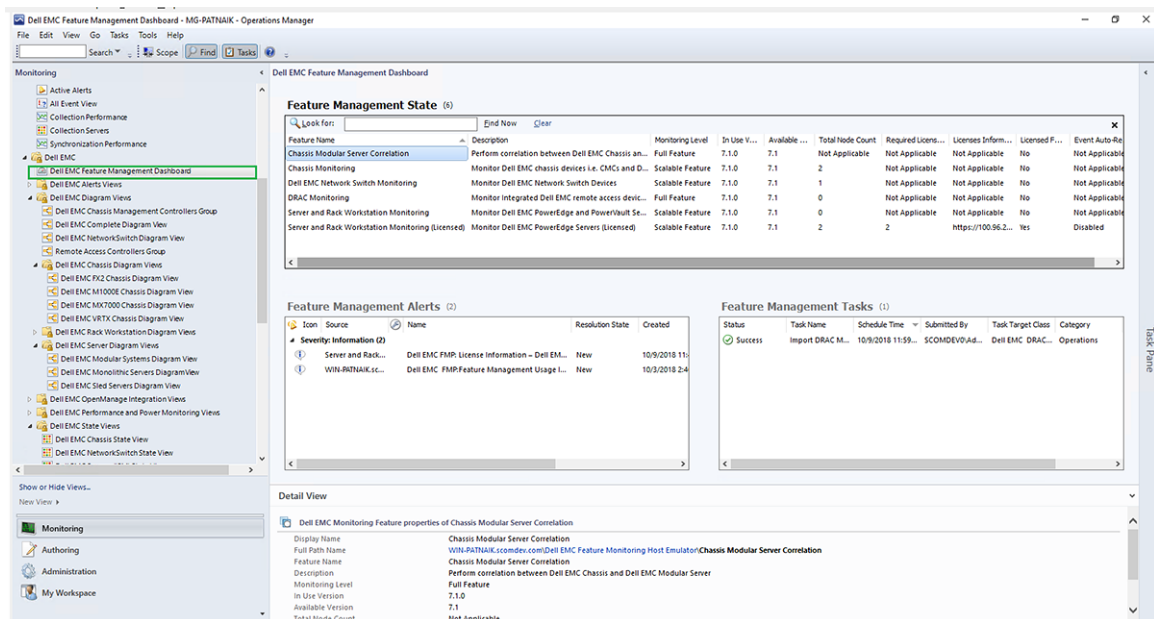 Dell EMC Feature Management Dashboard - MG-PATNAIK - Operations Manager
File Edit View Go Tasks Tools Help
Search Scope Find Tasks
Monitoring
Active Alerts
All Event View
Collection Performance
Collection Servers
Synchronization Performance
Dell EMC
Dell EMC Feature Management Dashboard
Dell EMC Alerts Views
Dell EMC Diagram Views
Dell EMC Chassis Management Controllers Group
Dell EMC Complete Diagram View
Dell EMC NetworkSwitch Diagram View
Remote Access Controllers Group
Dell EMC Chassis Diagram Views
Dell EMC FX2 Chassis Diagram View
Dell EMC M1000E Chassis Diagram View
Dell EMC MX7000 Chassis Diagram View
Dell EMC VRTX Chassis Diagram View
Dell EMC Rack Workstation Diagram Views
Dell EMC Server Diagram Views
Dell EMC Modular Systems Diagram View
Dell EMC Monolithic Servers DiagramView
Dell EMC Sled Servers Diagram View
Dell EMC OpenManage Integration Views
Dell EMC Performance and Power Monitoring Views
Dell EMC State Views
Dell EMC Chassis State View
Dell EMC NetworkSwitch State View
Show or Hide Views...
New View
Monitoring
Authoring
Administration
My Workspace
Dell EMC Feature Management Dashboard
Feature Management State (6)
Look for: Find Now Clear
Feature Name Description Monitoring Level In Use V... Available ... Total Node Count Required Licens... Licenses Inform... Licensed F... Event Auto-Re
Chassis Modular Server Correlation Perform correlation between Dell EMC Chassis an... Full Feature 7.1.0 7.1 Not Applicable Not Applicable Not Applicable No Not Applicable
Chassis Monitoring Monitor Dell EMC chassis devices i.e. CMCs and D... Scalable Feature 7.1.0 7.1 2 Not Applicable Not Applicable No Not Applicable
Dell EMC Network Switch Monitoring Monitor Dell EMC Network Switch Devices Scalable Feature 7.1.0 7.1 1 Not Applicable Not Applicable No Not Applicable
DRAC Monitoring Monitor Integrated Dell EMC remote access devic... Full Feature 7.1.0 7.1 0 Not Applicable Not Applicable No Not Applicable
Server and Rack Workstation Monitoring Monitor Dell EMC PowerEdge and PowerVault Se... Scalable Feature 7.1.0 7.1 0 Not Applicable Not Applicable No Not Applicable
Server and Rack Workstation Monitoring (Licensed) Monitor Dell EMC PowerEdge Servers (Licensed) Scalable Feature 7.1.0 7.1 2 2 https://100.96.2... Yes Disabled
Feature Management Alerts (2)
Icon Source Name Resolution State Created
Severity: Information (2)
Server and Rack... Dell EMC FMP: License Information – Dell EM... New 10/9/2018 11:
WIN-PATNAIK.sc... Dell EMC FMP:Feature Management Usage I... New 10/3/2018 2:4
Feature Management Tasks (1)
Status Task Name Schedule Time Submitted By Task Target Class Category
Success Import DRAC M... 10/9/2018 11:59... SCOMDEV0\Ad... Dell EMC DRAC... Operations
Task Pane
Detail View
Dell EMC Monitoring Feature properties of Chassis Modular Server Correlation
Display Name Chassis Modular Server Correlation
Full Path Name WIN-PATNAIK.scomdev.com\Dell EMC Feature Monitoring Host Emulator\Chassis Modular Server Correlation
Feature Name Chassis Modular Server Correlation
Description Perform correlation between Dell EMC Chassis and Dell EMC Modular Server
Monitoring Level Full Feature
In Use Version 7.1.0
Available Version 7.1
Total Node Count Not Applicable